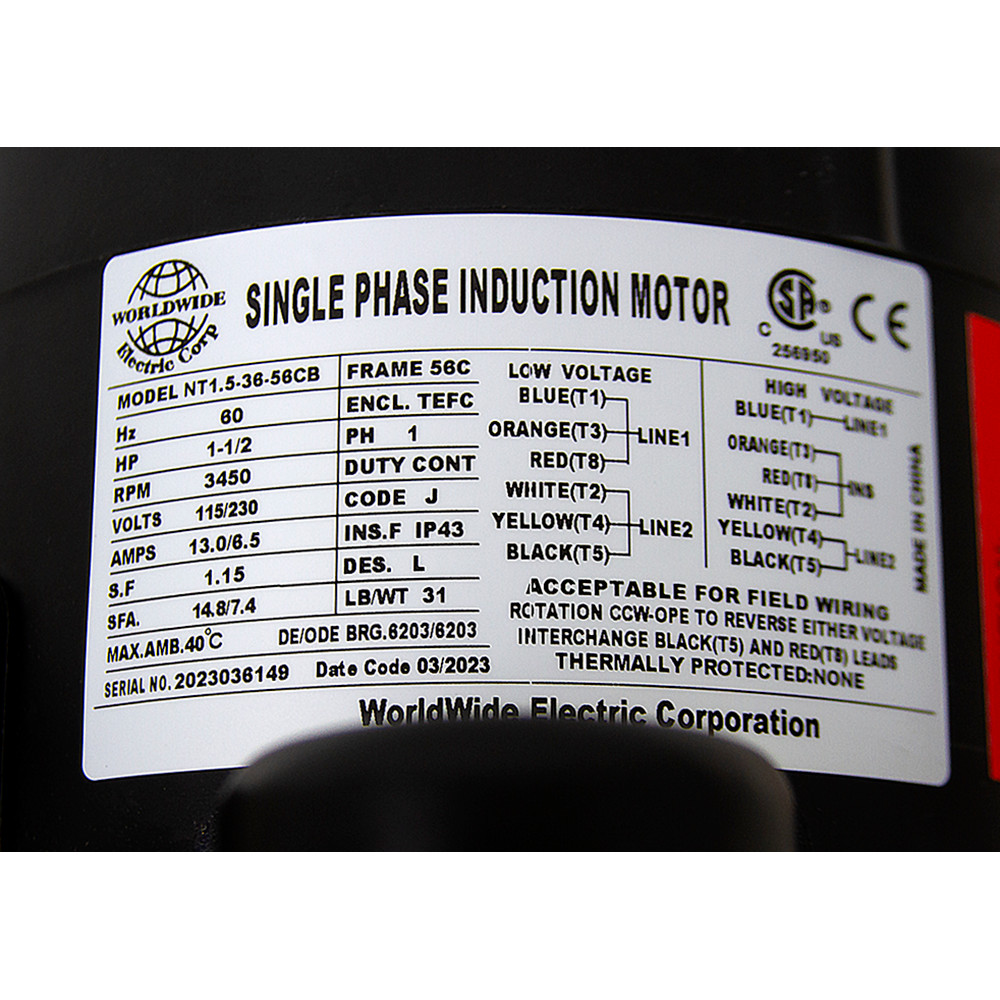 WORLDWIDE
Electric Corp
SINGLE PHASE INDUCTION MOTOR
SA ®
C US
256950
CE
MODEL NT1.5-36-56CB
FRAME 56C
Hz 60
ENCL. TEFC
HP 1-1/2
PH 1
RPM 3450
DUTY CONT
VOLTS 115/230
CODE J
AMPS 13.0/6.5
INS.F IP43
S.F 1.15
DES. L
SFA. 14.8/7.4
LB/WT 31
MAX.AMB.40℃ DE/ODE BRG.6203/6203
SERIAL NO. 2023036149 Date Code 03/2023
LOW VOLTAGE
BLUE(T1)
ORANGE(T3) LINE1
RED(T8)
WHITE(T2)
YELLOW(T4) LINE2
BLACK(T5)
HIGH VOLTAGE
BLUE(T1) LINE1
ORANGE(T3)
RED(T8) INS
WHITE(T2)
YELLOW(T4)
BLACK(T5) LINE2
MADE IN CHINA
ACCEPTABLE FOR FIELD WIRING
ROTATION CCW-OPE TO REVERSE EITHER VOLTAGE
INTERCHANGE BLACK(T5) AND RED(T8) LEADS
THERMALLY PROTECTED:NONE
WorldWide Electric Corporation